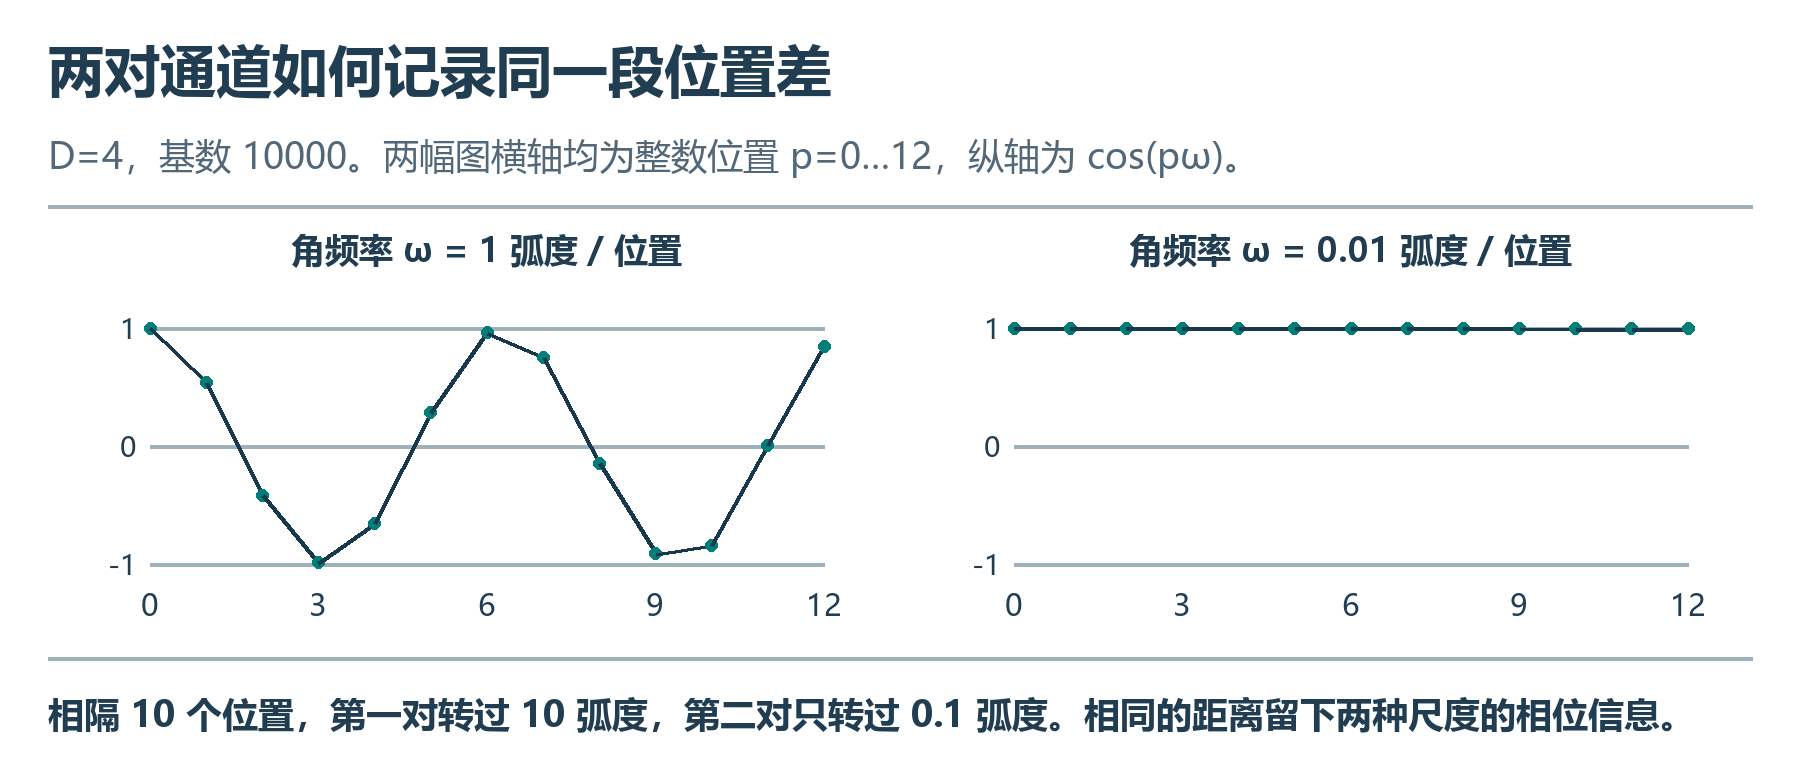 两对通道如何记录同一段位置差
D=4，基数 10000。两幅图横轴均为整数位置 p=0...12，纵轴为 cos(pω)。
角频率 ω = 1 弧度 / 位置
1
0
-1
0 3 6 9 12
角频率 ω = 0.01 弧度 / 位置
1
0
-1
0 3 6 9 12
相隔 10 个位置，第一对转过 10 弧度，第二对只转过 0.1 弧度。相同的距离留下两种尺度的相位信息。